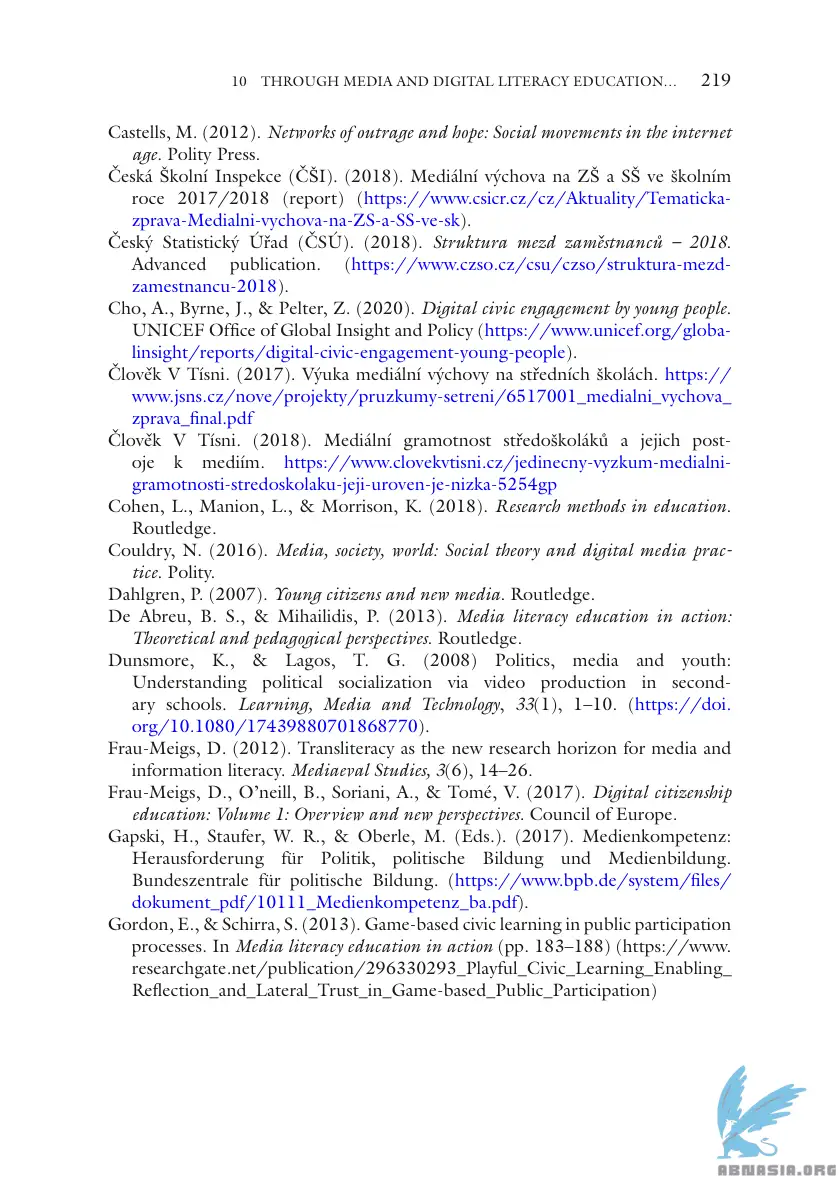 10 THROUGH MEDIA AND DIGITAL LITERACY EDUCATION… 219
Castells, M. (2012). Networks of outrage and hope: Social movements in the internet
age. Polity Press.
Česká Školní Inspekce (ČŠI). (2018). Mediální výchova na ZŠ a SŠ ve školním
roce 2017/2018 (report) (https://www.csicr.cz/cz/Aktuality/Tematicka-
zprava-Medialni-vychova-na-ZS-a-SS-ve-sk).
Český Statistický Úřad (ČSÚ). (2018). Struktura mezd zaměstnanců – 2018.
Advanced publication. (https://www.czso.cz/csu/czso/struktura-mezd-
zamestnancu-2018).
Cho, A., Byrne, J., & Pelter, Z. (2020). Digital civic engagement by young people.
UNICEF Office of Global Insight and Policy (https://www.unicef.org/globa-
linsight/reports/digital-civic-engagement-young-people).
Člověk V Tísni. (2017). Výuka mediální výchovy na středních školách. https://
www.jsns.cz/nove/projekty/pruzkumy-setreni/6517001_medialni_vychova_
zprava_final.pdf
Člověk V Tísni. (2018). Mediální gramotnost středoškoláků a jejich post-
oje k mediím. https://www.clovekvtisni.cz/jedinecny-vyzkum-medialni-
gramotnosti-stredoskolaku-jeji-uroven-je-nizka-5254gp
Cohen, L., Manion, L., & Morrison, K. (2018). Research methods in education.
Routledge.
Couldry, N. (2016). Media, society, world: Social theory and digital media prac-
tice. Polity.
Dahlgren, P. (2007). Young citizens and new media. Routledge.
De Abreu, B. S., & Mihailidis, P. (2013). Media literacy education in action:
Theoretical and pedagogical perspectives. Routledge.
Dunsmore, K., & Lagos, T. G. (2008) Politics, media and youth:
Understanding political socialization via video production in second-
ary schools. Learning, Media and Technology, 33(1), 1–10. (https://doi.
org/10.1080/17439880701868770).
Frau-Meigs, D. (2012). Transliteracy as the new research horizon for media and
information literacy. Mediaeval Studies, 3(6), 14–26.
Frau-Meigs, D., O’neill, B., Soriani, A., & Tomé, V. (2017). Digital citizenship
education: Volume 1: Overview and new perspectives. Council of Europe.
Gapski, H., Staufer, W. R., & Oberle, M. (Eds.). (2017). Medienkompetenz:
Herausforderung für Politik, politische Bildung und Medienbildung.
Bundeszentrale für politische Bildung. (https://www.bpb.de/system/files/
dokument_pdf/10111_Medienkompetenz_ba.pdf).
Gordon, E., & Schirra, S. (2013). Game-based civic learning in public participation
processes. In Media literacy education in action (pp. 183–188) (https://www.
researchgate.net/publication/296330293_Playful_Civic_Learning_Enabling_
Reflection_and_Lateral_Trust_in_Game-based_Public_Participation)
ABNASIA.ORG